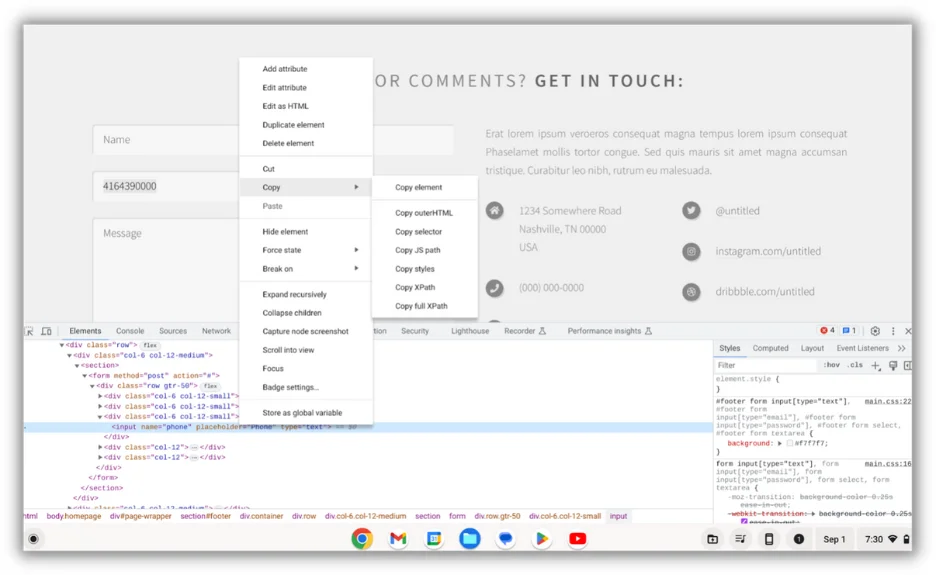 OR COMMENTS? GET IN TOUCH:
Name
4164390000
Message
Erat lorem ipsum veroeros consequat magna tempus lorem ipsum consequat
Phaselamet mollis tortor congue. Sed quis mauris sit amet magna accumsan
tristique. Curabitur leo nibh, rutrum eu malesuada.
1234 Somewhere Road
Nashville, TN 00000
USA
(000) 000-0000
@untitled
instagram.com/untitled
dribbble.com/untitled
Add attribute
Edit attribute
Edit as HTML
Duplicate element
Delete element
Cut
Copy
Paste
Hide element
Force state
Break on
Expand recursively
Collapse children
Capture node screenshot
Scroll into view
Focus
Badge settings...
Store as global variable
Copy element
Copy outerHTML
Copy selector
Copy JS path
Copy styles
Copy XPath
Copy full XPath
Elements Console Sources Network tion Security Lighthouse Recorder Performance insights 4 1
<div class="row"> flex
<div class="col-6 col-12-medium">
<section>
<form method="post" action="#">
<div class="row gtr-50"> flex
<div class="col-6 col-12-small">
<div class="col-6 col-12-small">
<div class="col-6 col-12-small">
<input name="phone" placeholder="Phone" type="text"> == $0
</div>
<div class="col-12"> … </div>
<div class="col-12"> … </div>
</div>
</form>
</section>
</div>
<div class="col-6 col-12-medium">
html body.homepage div#page-wrapper section#footer div.container div.row div.col-6.col-12-medium section form div.row.gtr-50 div.col-6.col-12-small input
Styles Computed Layout Event Listeners
Filter :hov .cls
element.style {
}
#footer form input[type="text"], main.css:22
#footer form
input[type="email"], #footer form
input[type="password"], #footer form select,
#footer form textarea {
background: #f7f7f7;
}
form input[type="text"], form main.css:16
input[type="email"], form
input[type="password"], form select, form
textarea {
-moz-transition: background-color 0.25s
ease-in-out;
-webkit-transition: background-color 0.25s
ease-in-out;
1 Sep 1 7:30